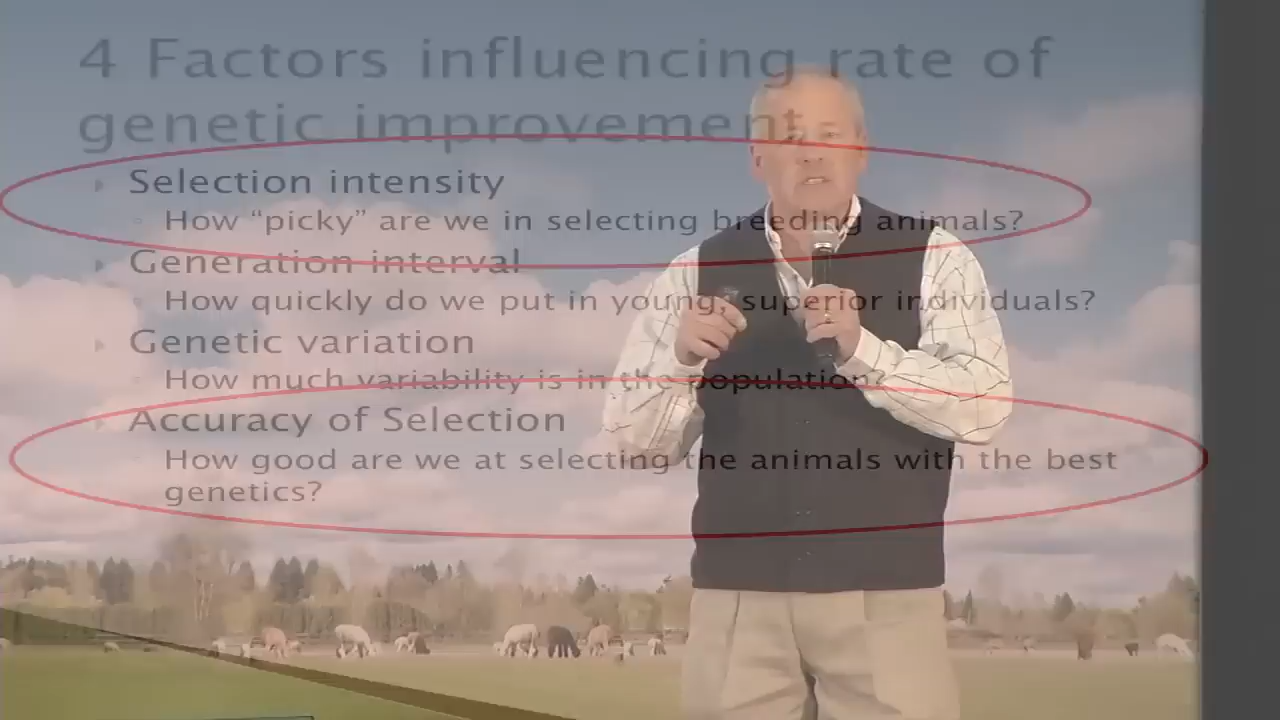 4 Factors influencing rate of
genetic improvement
Selection intensity
How “picky” are we in selecting breeding animals?
Generation interval
How quickly do we put in young, superior individuals?
Genetic variation
How much variability is in the population
Accuracy of Selection
How good are we at selecting the animals with the best
genetics?